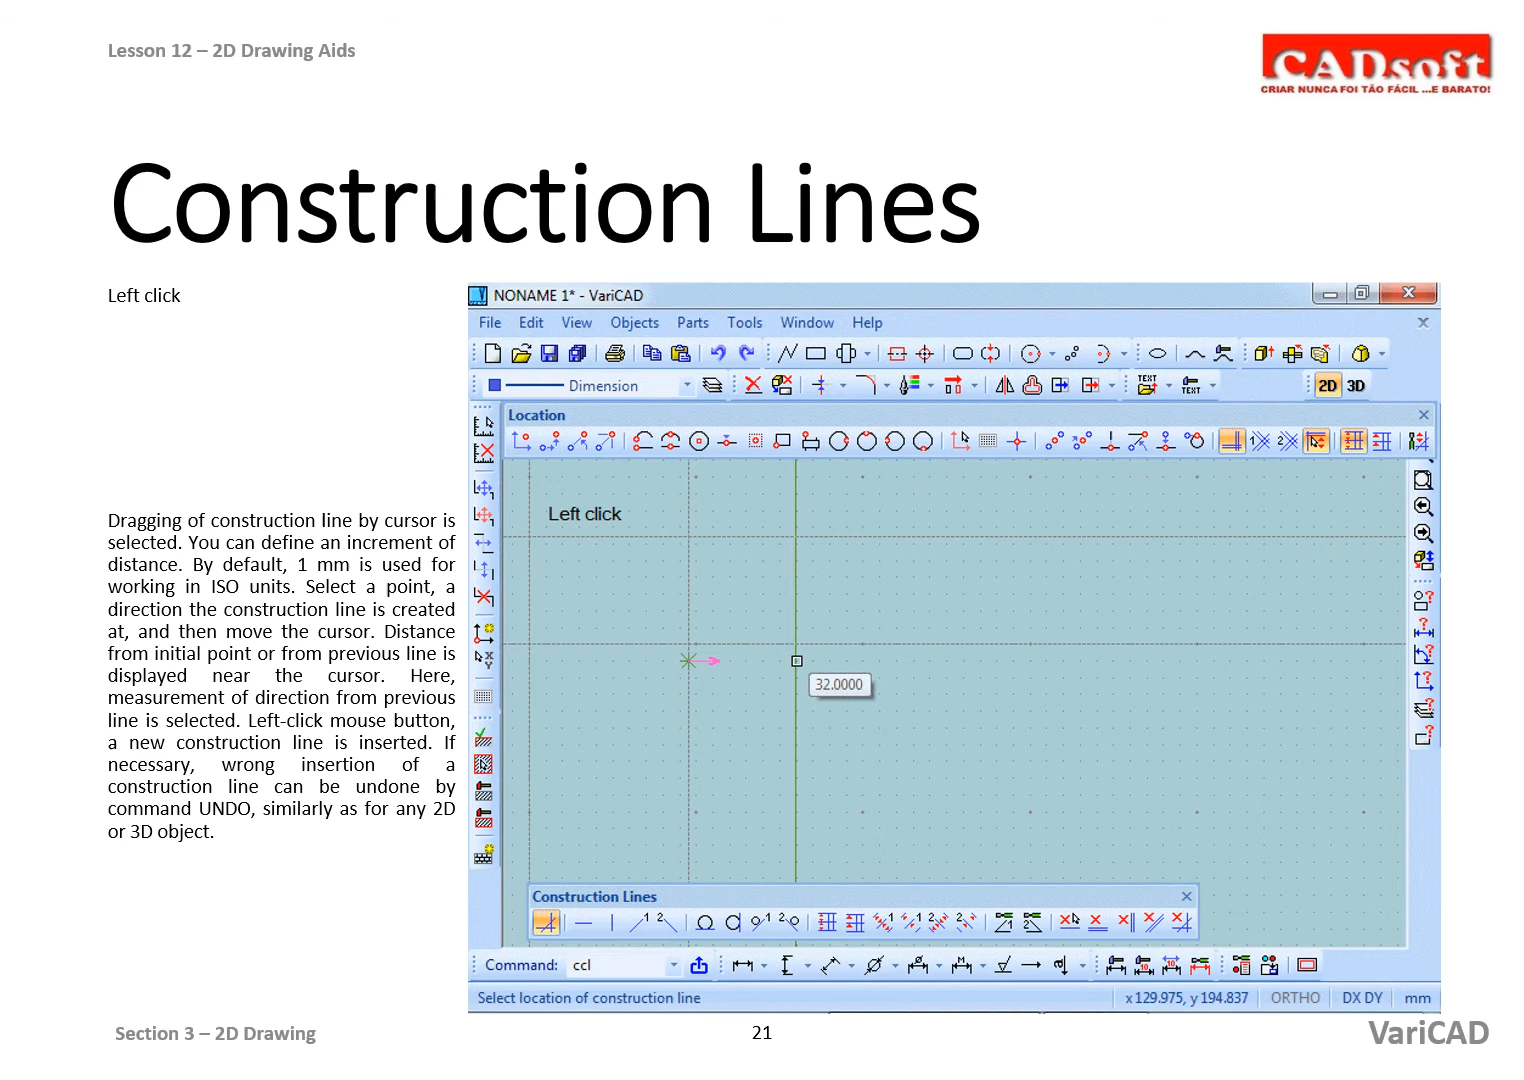 Lesson 12 – 2D Drawing Aids
CADsoft
CRIAR NUNCA FOI TÃO FÁCIL ...E BARATO!
Construction Lines
Left click
Dragging of construction line by cursor is
selected. You can define an increment of
distance. By default, 1 mm is used for
working in ISO units. Select a point, a
direction the construction line is created
at, and then move the cursor. Distance
from initial point or from previous line is
displayed near the cursor. Here,
measurement of direction from previous
line is selected. Left-click mouse button,
a new construction line is inserted. If
necessary, wrong insertion of a
construction line can be undone by
command UNDO, similarly as for any 2D
or 3D object.
NONAME 1* - VariCAD
File Edit View Objects Parts Tools Window Help
Dimension
TEXT
TEXT
2D 3D
Location
Left click
32.0000
Construction Lines
Command: ccl
Select location of construction line
x 129.975, y 194.837 ORTHO DX DY mm
Section 3 – 2D Drawing
21
VariCAD